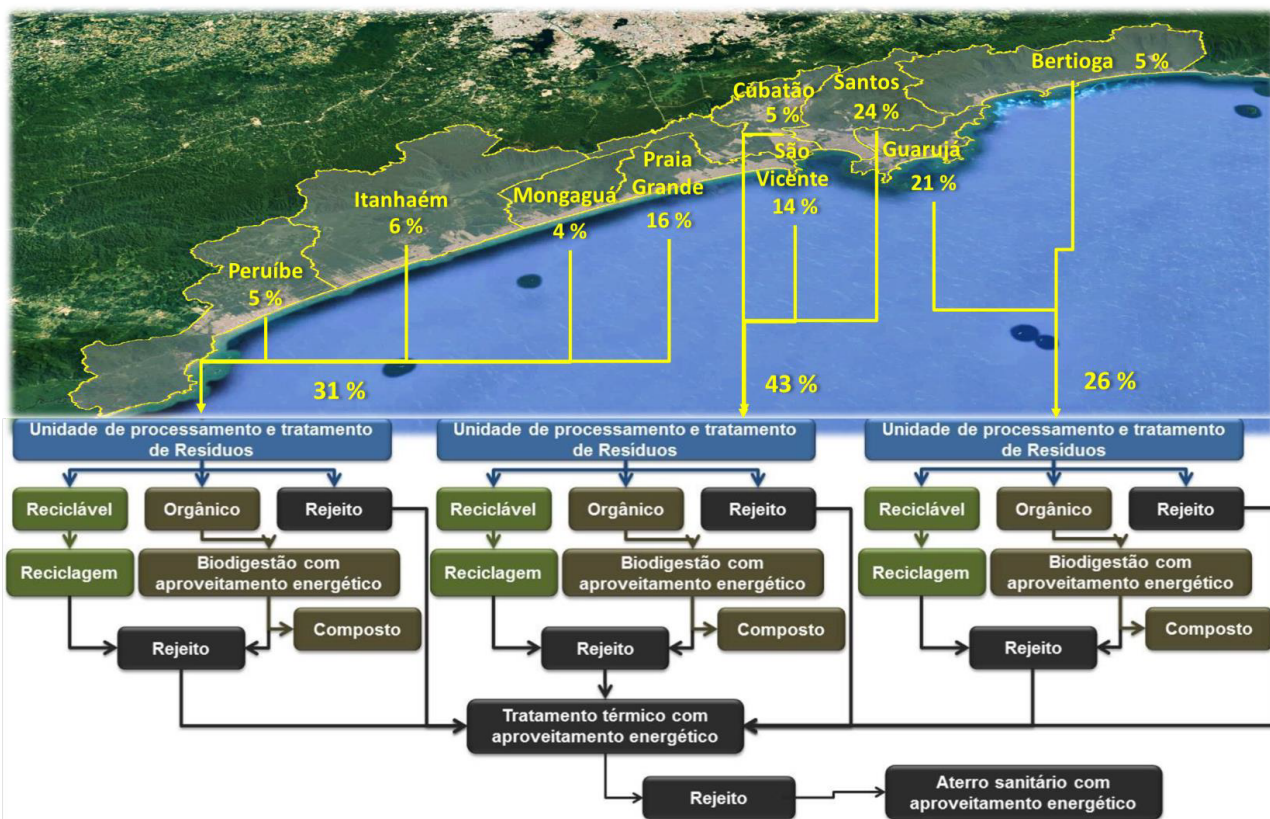 Bertioga 5 %
Cubatão
5 %
Santos
24 %
Guarujá
21 %
São
Vicente
14 %
Praia
Grande
16 %
Mongaguá
4 %
Itanhaém
6 %
Peruíbe
5 %
31 %
43 %
26 %
Unidade de processamento e tratamento
de Resíduos
Unidade de processamento e tratamento
de Resíduos
Unidade de processamento e tratamento
de Resíduos
Reciclável
Orgânico
Rejeito
Reciclável
Orgânico
Rejeito
Reciclável
Orgânico
Rejeito
Reciclagem
Biodigestão com
aproveitamento energético
Reciclagem
Biodigestão com
aproveitamento energético
Reciclagem
Biodigestão com
aproveitamento energético
Rejeito
Composto
Rejeito
Composto
Rejeito
Composto
Tratamento térmico com
aproveitamento energético
Rejeito
Aterro sanitário com
aproveitamento energético